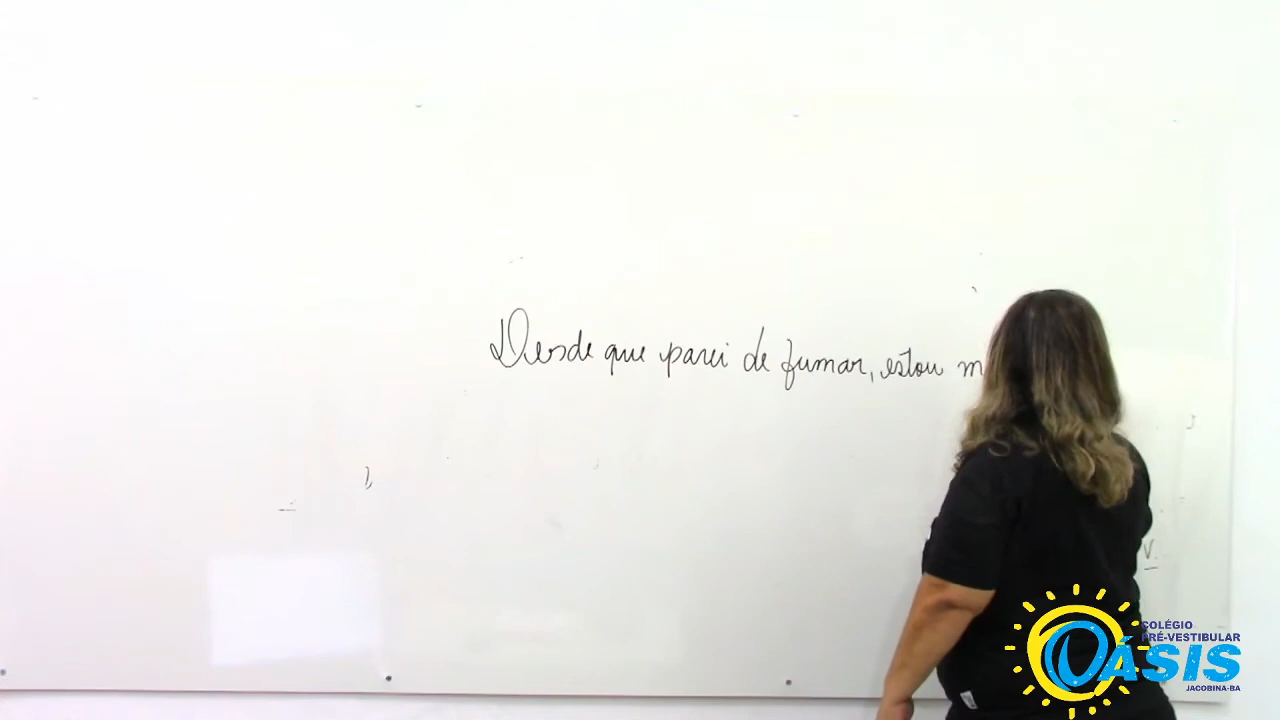 Desde que parei de fumar, estou m
V.
COLÉGIO
PRÉ-VESTIBULAR
OÁSIS
JACOBINA-BA